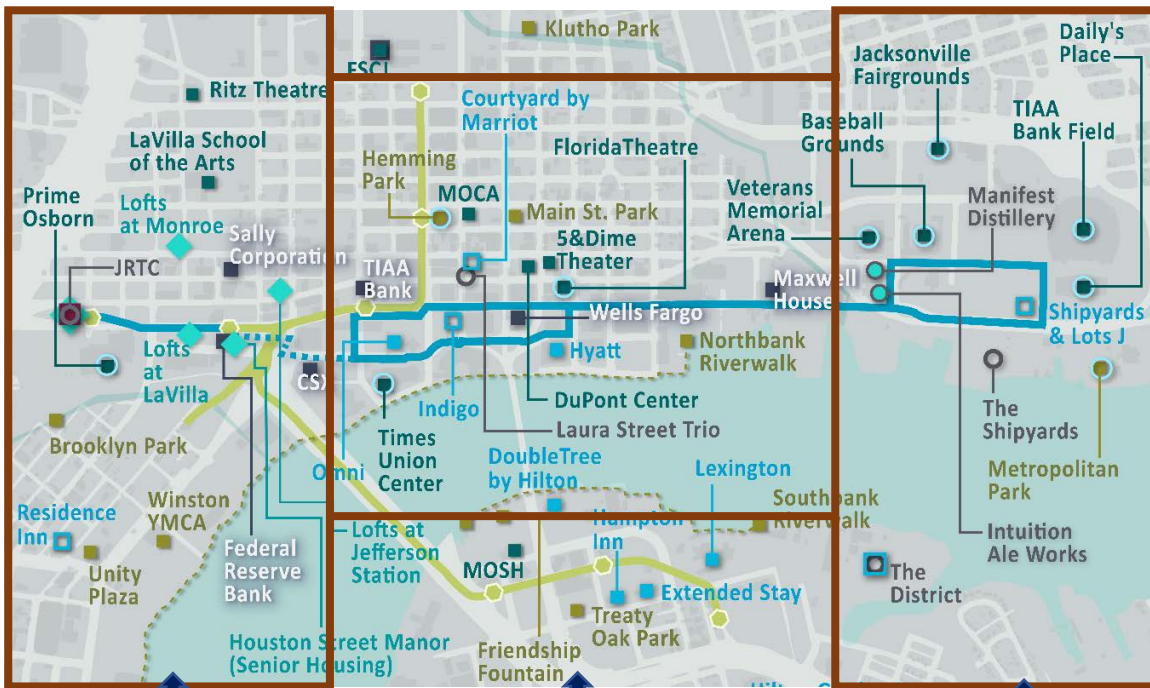 Klutho Park
FSCJ
Ritz Theatre
LaVilla School
of the Arts
Prime
Osborn
Lofts
at Monroe
Sally
Corporation
JRTC
Lofts
at
LaVilla
Brooklyn Park
Winston
YMCA
Residence
Inn
Unity
Plaza
Federal
Reserve
Bank
Houston Street Manor
(Senior Housing)
Courtyard by
Marriot
Hemming
Park
MOCA
FloridaTheatre
Main St. Park
5&Dime
Theater
TIAA
Bank
Wells Fargo
CSX
Hyatt
Northbank
Riverwalk
Indigo
DuPont Center
Laura Street Trio
Omni
Times
Union
Center
DoubleTree
by Hilton
Lexington
Southbank
Riverwalk
Hampton
Inn
Lofts at
Jefferson
Station
MOSH
Extended Stay
Treaty
Oak Park
Friendship
Fountain
Daily's
Place
Jacksonville
Fairgrounds
TIAA
Bank Field
Baseball
Grounds
Veterans
Memorial
Arena
Manifest
Distillery
Maxwell
House
Shipyards
& Lots J
The
Shipyards
Metropolitan
Park
Intuition
Ale Works
The
District